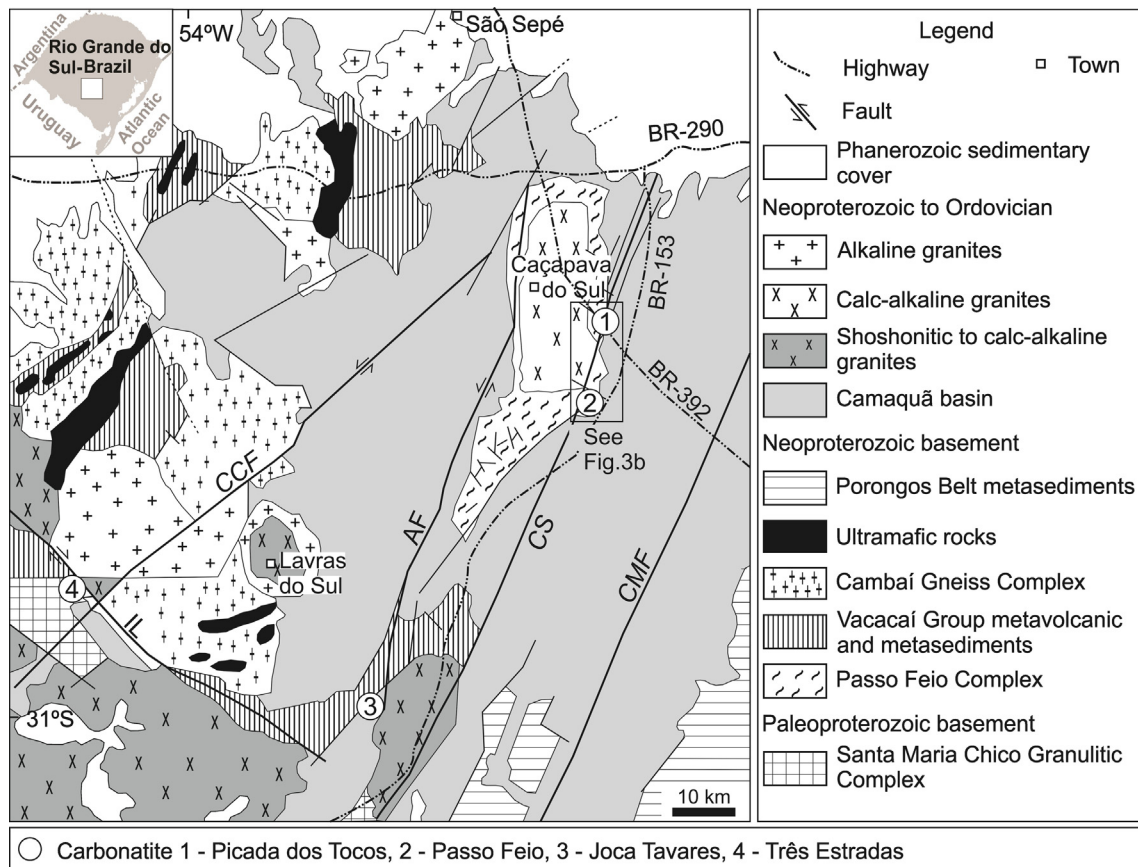 Argentina
Rio Grande do
Sul-Brazil
Uruguay
Atlantic
Ocean
54ºW
São Sepé
BR-290
BR-153
Caçapava
do Sul
1
BR-392
2
See
Fig.3b
CCF
AF
CS
CMF
Lavras
do Sul
4
IL
3
31ºS
10 km
Legend
Highway
Town
Fault
Phanerozoic sedimentary
cover
Neoproterozoic to Ordovician
Alkaline granites
Calc-alkaline granites
Shoshonitic to calc-alkaline
granites
Camaquã basin
Neoproterozoic basement
Porongos Belt metasediments
Ultramafic rocks
Cambaí Gneiss Complex
Vacacaí Group metavolcanic
and metasediments
Passo Feio Complex
Paleoproterozoic basement
Santa Maria Chico Granulitic
Complex
Carbonatite 1 - Picada dos Tocos, 2 - Passo Feio, 3 - Joca Tavares, 4 - Três Estradas